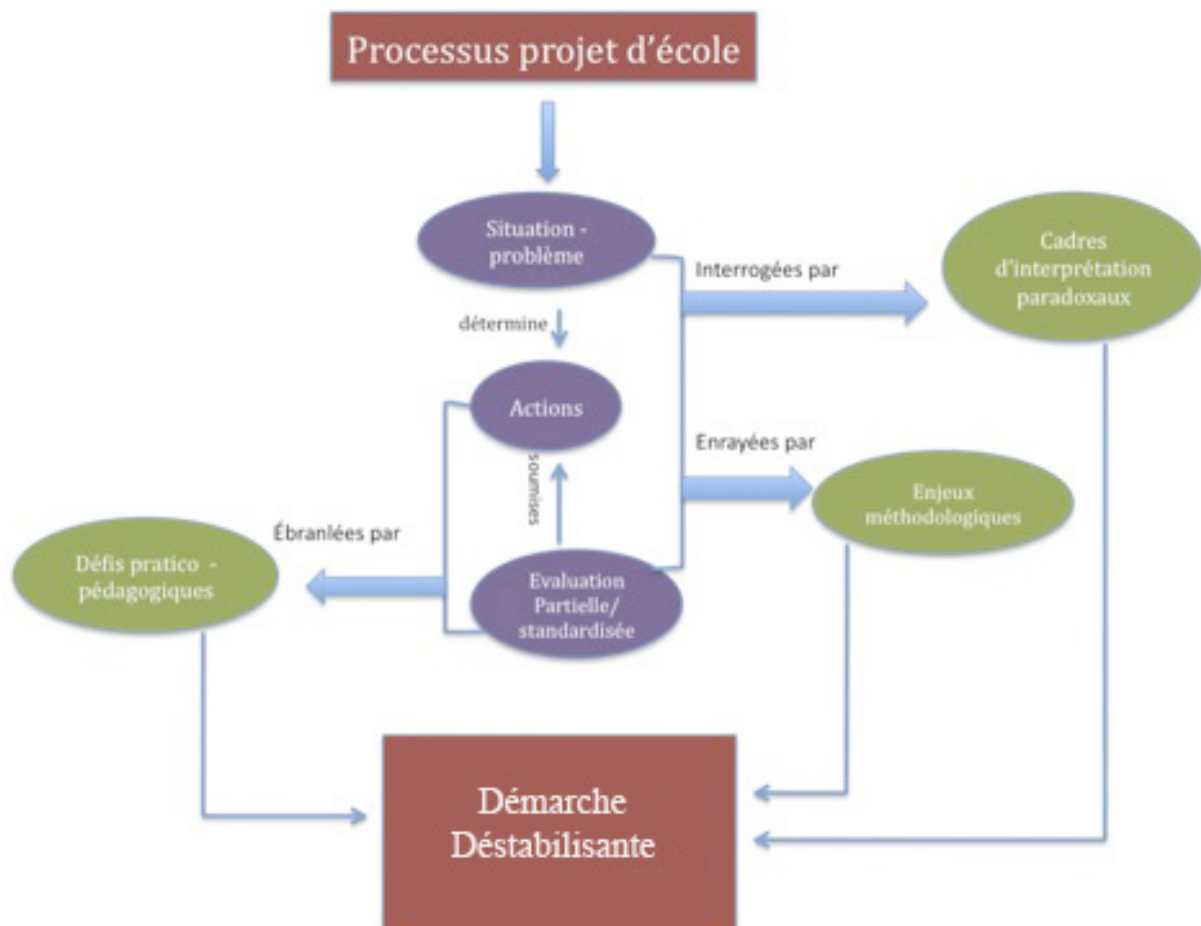 Processus projet d'école
Situation -
problème
Cadres
d'interprétation
paradoxaux
Interrogées par
détermine
Actions
Enrayées par
soumises
Enjeux
méthodologiques
Ébranlées par
Défis pratico -
pédagogiques
Evaluation
Partielle/
standardisée
Démarche
Déstabilisante